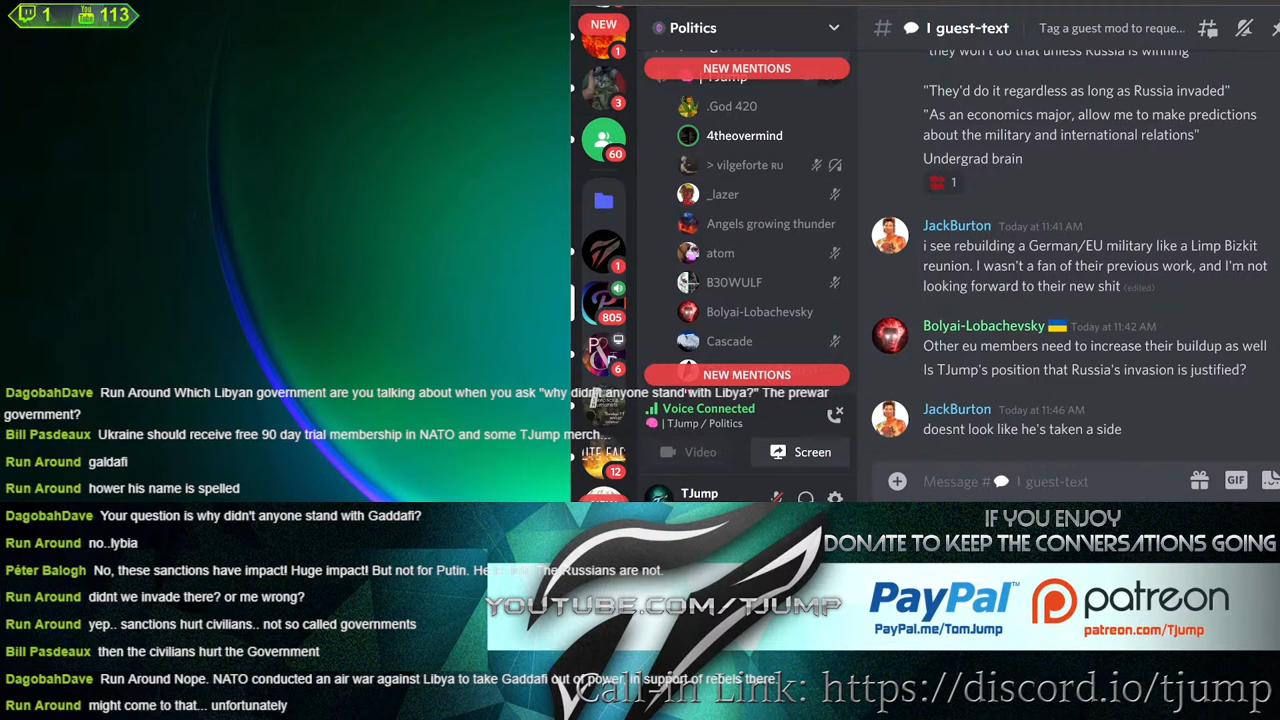 1 113
NEW
1
3
60
1
805
6
12
Politics
NEW MENTIONS
| TJump
.God 420
4theovermind
> vilgeforte RU
_lazer
Angels growing thunder
atom
B30WULF
Bolyai-Lobachevsky
Cascade
NEW MENTIONS
Voice Connected
| TJump / Politics
Video Screen
TJump
# I guest-text Tag a guest mod to reque...
they won't do that unless Russia is winning
"They'd do it regardless as long as Russia invaded"
"As an economics major, allow me to make predictions
about the military and international relations"
Undergrad brain
1
JackBurton Today at 11:41 AM
i see rebuilding a German/EU military like a Limp Bizkit
reunion. I wasn't a fan of their previous work, and I'm not
looking forward to their new shit (edited)
Bolyai-Lobachevsky Today at 11:42 AM
Other eu members need to increase their buildup as well
Is TJump's position that Russia's invasion is justified?
JackBurton Today at 11:46 AM
doesnt look like he's taken a side
Message # I guest-text GIF
DagobahDave Run Around Which Libyan government are you talking about when you ask "why didn't anyone stand with Libya?" The prewar
government?
Bill Pasdeaux Ukraine should receive free 90 day trial membership in NATO and some TJump merch...
Run Around galdafi
Run Around hower his name is spelled
DagobahDave Your question is why didn't anyone stand with Gaddafi?
Run Around no..lybia
Péter Balogh No, these sanctions have impact! Huge impact! But not for Putin. He The Russians are not.
Run Around didnt we invade there? or me wrong?
Run Around yep.. sanctions hurt civilians.. not so called governments
Bill Pasdeaux then the civilians hurt the Government
DagobahDave Run Around Nope. NATO conducted an air war against Libya to take Gaddafi out of power, in support of rebels there.
Run Around might come to that... unfortunately
YOUTUBE.COM/TJUMP
IF YOU ENJOY
DONATE TO KEEP THE CONVERSATIONS GOING
PayPal™
PayPal.me/TomJump
patreon
patreon.com/Tjump
Call-in Link: https://discord.io/tjump